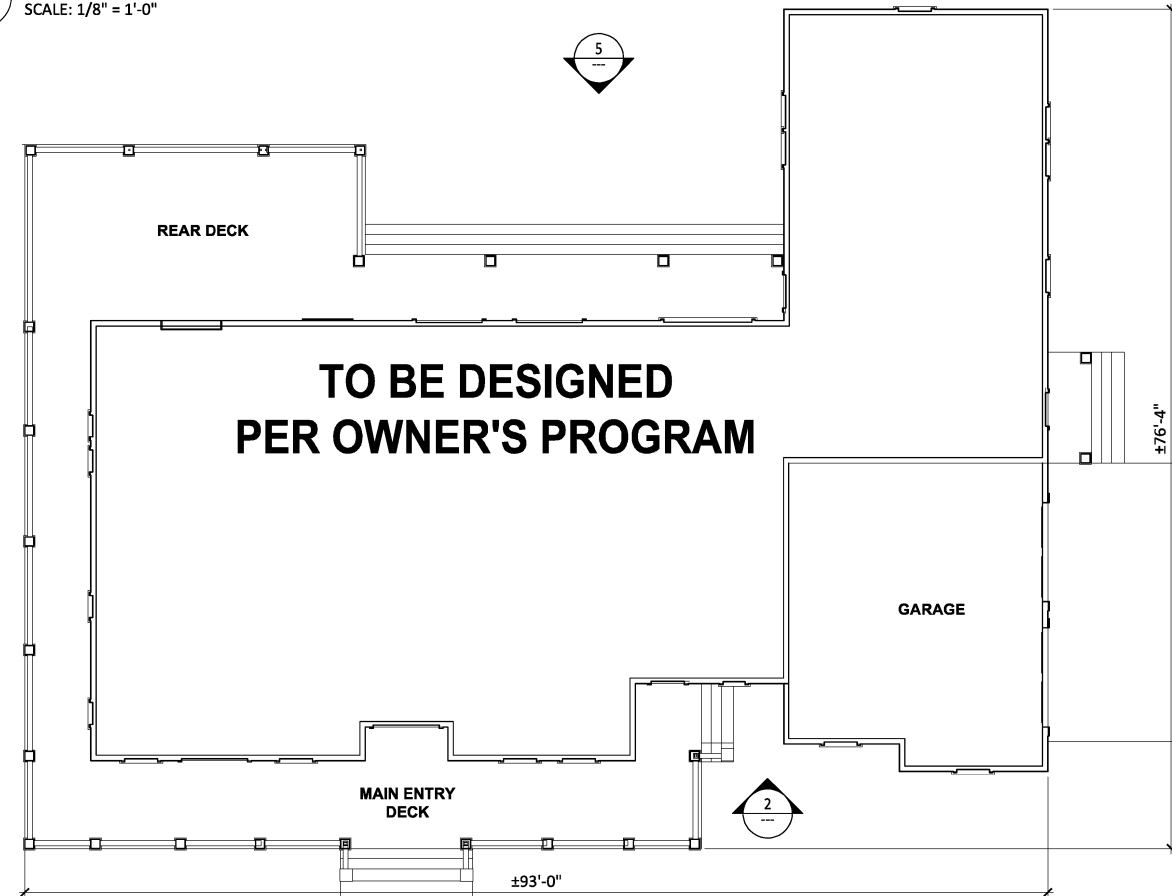 SCALE: 1/8" = 1'-0"
5
---
REAR DECK
TO BE DESIGNED
PER OWNER'S PROGRAM
±76'-4"
GARAGE
MAIN ENTRY
DECK
2
---
±93'-0"